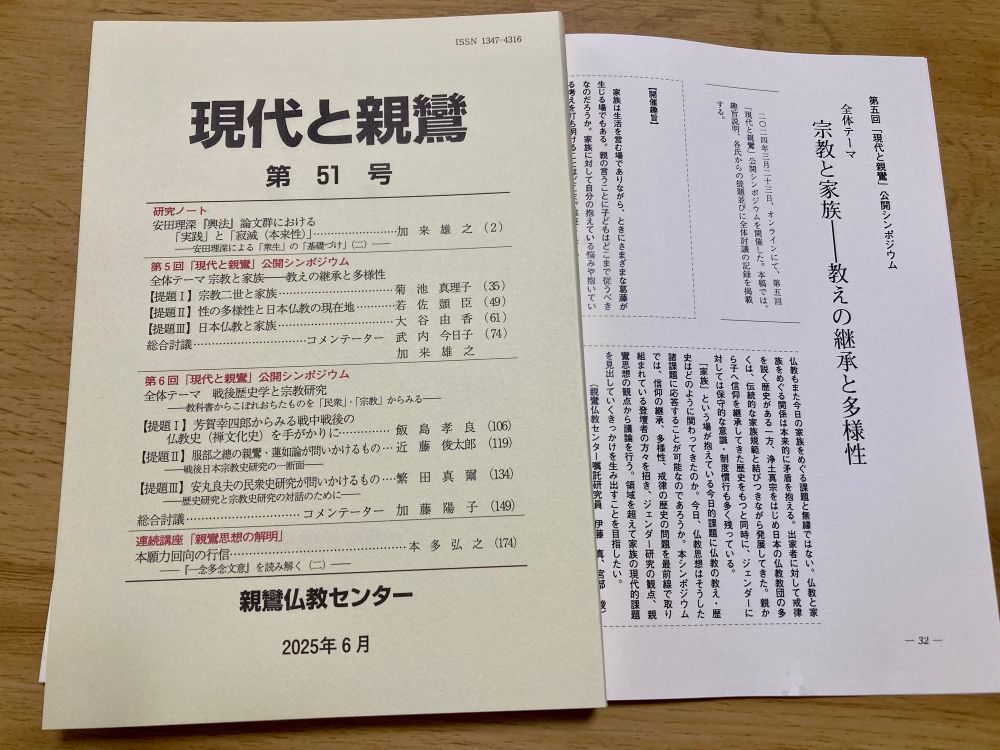 ISSN 1347-4316
現代と親鸞
第 51 号
研究ノート
安田理深『興法』論文群における
「実践」と「寂滅(本来性)」……………加 来 雄 之(2)
――安田理深による「衆生」の「基礎づけ」(二)――
第5回「現代と親鸞」公開シンポジウム
全体テーマ 宗教と家族――教えの継承と多様性
【提題Ⅰ】宗教二世と家族……………………菊 池 真理子(35)
【提題Ⅱ】性の多様性と日本仏教の現在地…………若 佐 顗 臣(49)
【提題Ⅲ】日本仏教と家族……………………大 谷 由 香(61)
総合討議……………………コメンテーター 武 内 今日子(74)
加 来 雄 之
第6回「現代と親鸞」公開シンポジウム
全体テーマ 戦後歴史学と宗教研究
――教科書からこぼれおちたものを「民衆」・「宗教」からみる――
【提題Ⅰ】芳賀幸四郎からみる戦中戦後の
仏教史(禅文化史)を手がかりに……………飯 島 孝 良(106)
【提題Ⅱ】服部之總の親鸞・蓮如論が問いかけるもの…近 藤 俊太郎(119)
――戦後日本宗教史研究の一断面――
【提題Ⅲ】安丸良夫の民衆史研究が問いかけるもの…繁 田 真 爾(134)
――歴史研究と宗教史研究の対話のために――
総合討議……………………コメンテーター 加 藤 陽 子(149)
連続講座「親鸞思想の解明」
本願力回向の行信……………………本 多 弘 之(174)
――『一念多念文意』を読み解く(二)――
親鸞仏教センター
2025年6月
第五回「現代と親鸞」公開シンポジウム
全体テーマ
宗教と家族――教えの継承と多様性
二〇二四年三月二十三日、オンラインにて、第五回
「現代と親鸞」公開シンポジウムを開催した。本稿では、
趣旨説明、各氏からの提題並びに全体討議の記録を掲載
する。
【開催趣旨】
家族は生活を営む場でありながら、ときにさまざまな葛藤が
生じる場でもある。親の言うことに子どもはどこまで従うべき
なのだろうか。家族に対して自分の抱えている悩みや抱いてい
る考えを打ち明けることは
仏教もまた今日の家族をめぐる課題と無縁ではない。仏教と家
族をめぐる関係は本来的に矛盾を抱える。出家者に対して戒律
を説く歴史がある一方、浄土真宗をはじめ日本の仏教教団の多
くは、伝統的な家族規範と結びつきながら発展してきた。親か
ら子へ信仰を継承してきた歴史をもつと同時に、ジェンダーに
対しては保守的な意識・制度慣行も多く残っている。
「家族」という場が抱えている今日的課題に仏教の教え・歴
史はどのように関わってきたのか。今日、仏教思想はそうした
諸課題に応答することが可能なのであろうか。本シンポジウム
では、信仰の継承、多様性、戒律の歴史の問題を最前線で取り
組まれている登壇者の方々を招き、ジェンダー研究の観点、親
鸞思想の観点から議論を行う。領域を超えて家族の現代的課題
を見出していくきっかけを生み出すことを目指したい。
(親鸞仏教センター嘱託研究員 伊藤 真、宮部 峻)
― 32 ―